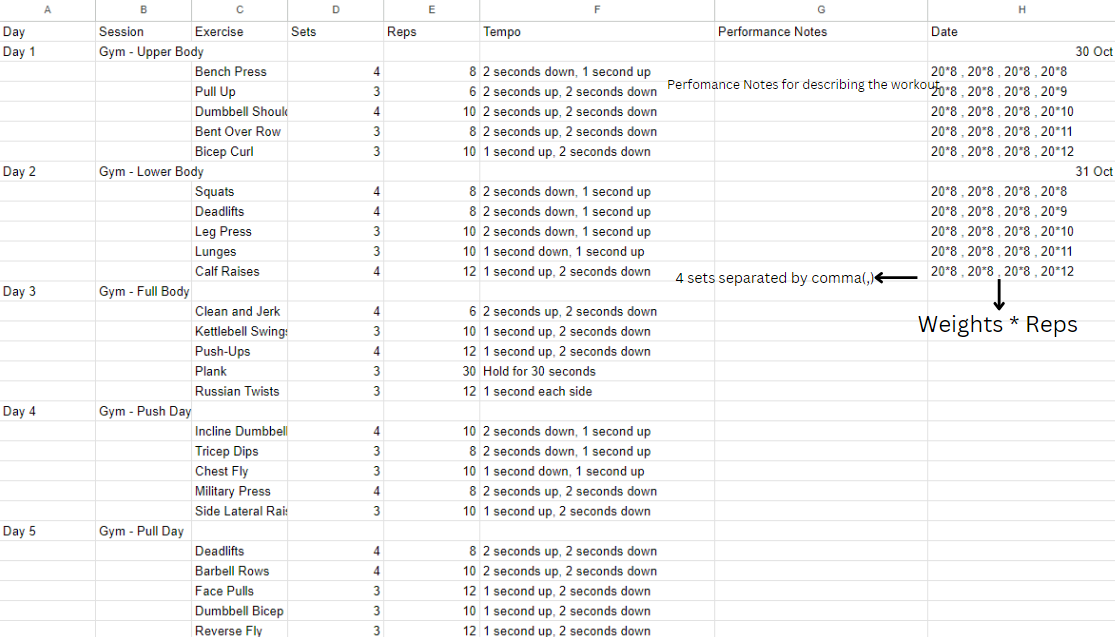 A B C D E F G H
Day Session Exercise Sets Reps Tempo Performance Notes Date
Day 1 Gym - Upper Body 30 Oct
Bench Press 4 8 2 seconds down, 1 second up 20*8 , 20*8 , 20*8 , 20*8
Perfomance Notes for describing the workout
Pull Up 3 6 2 seconds up, 2 seconds down 20*8 , 20*8 , 20*8 , 20*9
Dumbbell Should 4 10 2 seconds up, 2 seconds down 20*8 , 20*8 , 20*8 , 20*10
Bent Over Row 3 8 2 seconds up, 2 seconds down 20*8 , 20*8 , 20*8 , 20*11
Bicep Curl 3 10 1 second up, 2 seconds down 20*8 , 20*8 , 20*8 , 20*12
Day 2 Gym - Lower Body 31 Oct
Squats 4 8 2 seconds down, 1 second up 20*8 , 20*8 , 20*8 , 20*8
Deadlifts 4 8 2 seconds down, 1 second up 20*8 , 20*8 , 20*8 , 20*9
Leg Press 3 10 2 seconds down, 1 second up 20*8 , 20*8 , 20*8 , 20*10
Lunges 3 10 1 second down, 1 second up 20*8 , 20*8 , 20*8 , 20*11
Calf Raises 4 12 1 second up, 2 seconds down 20*8 , 20*8 , 20*8 , 20*12
4 sets separated by comma(,)
Day 3 Gym - Full Body
Clean and Jerk 4 6 2 seconds up, 2 seconds down
Weights * Reps
Kettlebell Swings 3 10 1 second up, 2 seconds down
Push-Ups 4 12 1 second up, 2 seconds down
Plank 3 30 Hold for 30 seconds
Russian Twists 3 12 1 second each side
Day 4 Gym - Push Day
Incline Dumbbell 4 10 2 seconds down, 1 second up
Tricep Dips 3 8 2 seconds down, 1 second up
Chest Fly 3 10 1 second down, 1 second up
Military Press 4 8 2 seconds up, 2 seconds down
Side Lateral Rais 3 10 1 second up, 2 seconds down
Day 5 Gym - Pull Day
Deadlifts 4 8 2 seconds up, 2 seconds down
Barbell Rows 4 10 2 seconds up, 2 seconds down
Face Pulls 3 12 1 second up, 2 seconds down
Dumbbell Bicep 3 10 1 second up, 2 seconds down
Reverse Fly 3 12 1 second up, 2 seconds down